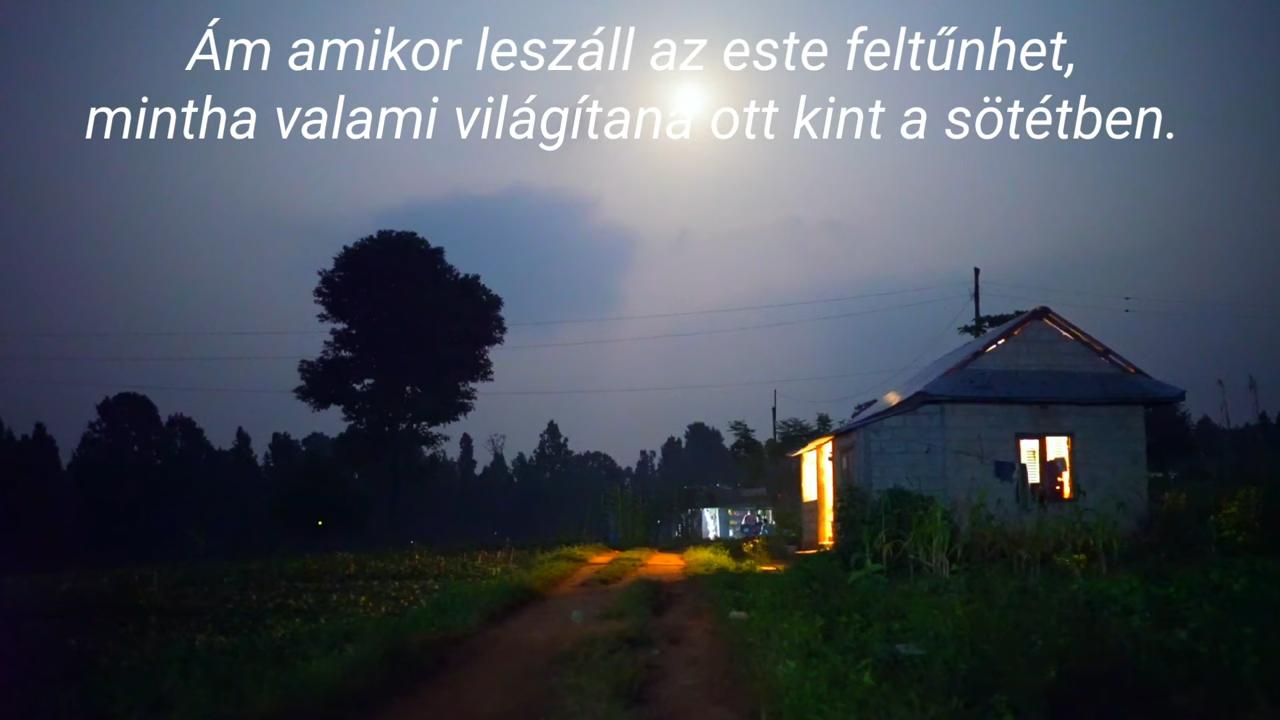 Ám amikor leszáll az este feltűnhet,
mintha valami világítana ott kint a sötétben.